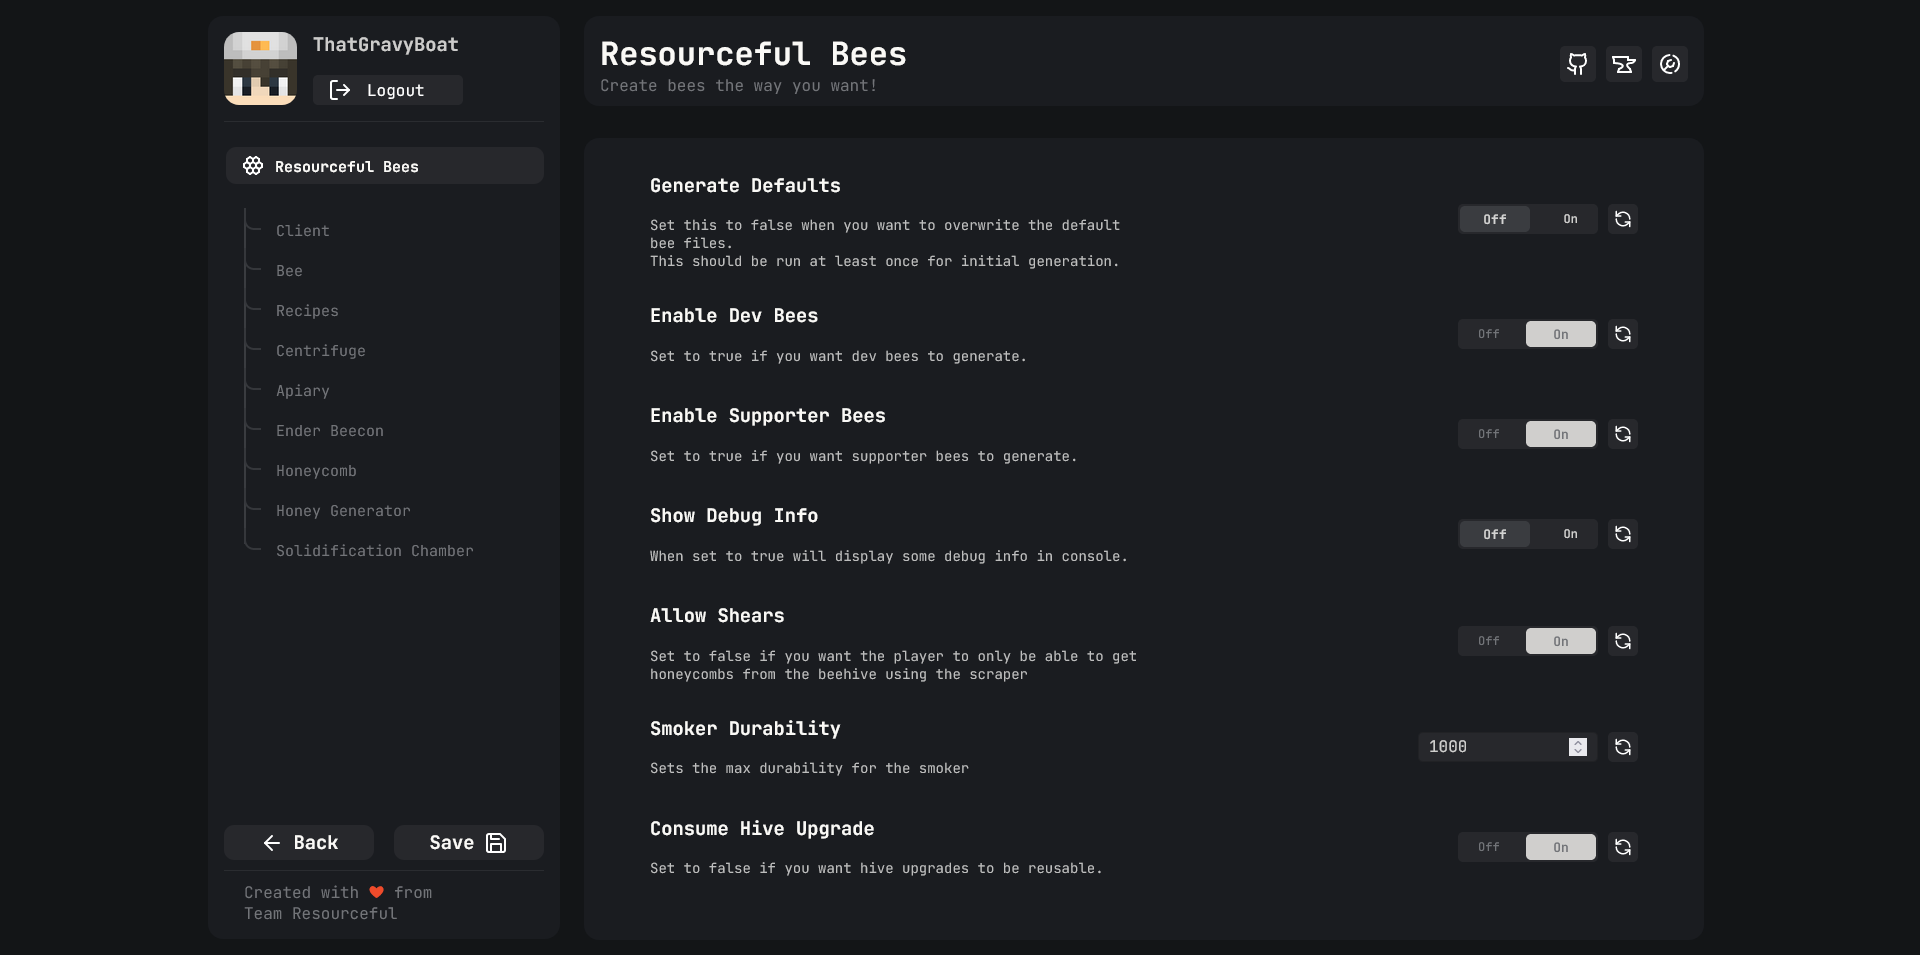 ThatGravyBoat
Logout
Resourceful Bees
Client
Bee
Recipes
Centrifuge
Apiary
Ender Beecon
Honeycomb
Honey Generator
Solidification Chamber
Back
Save
Created with ❤ from
Team Resourceful
Resourceful Bees
Create bees the way you want!
Generate Defaults
Set this to false when you want to overwrite the default
bee files.
This should be run at least once for initial generation.
Off On
Enable Dev Bees
Set to true if you want dev bees to generate.
Off On
Enable Supporter Bees
Set to true if you want supporter bees to generate.
Off On
Show Debug Info
When set to true will display some debug info in console.
Off On
Allow Shears
Set to false if you want the player to only be able to get
honeycombs from the beehive using the scraper
Off On
Smoker Durability
Sets the max durability for the smoker
1000
Consume Hive Upgrade
Set to false if you want hive upgrades to be reusable.
Off On